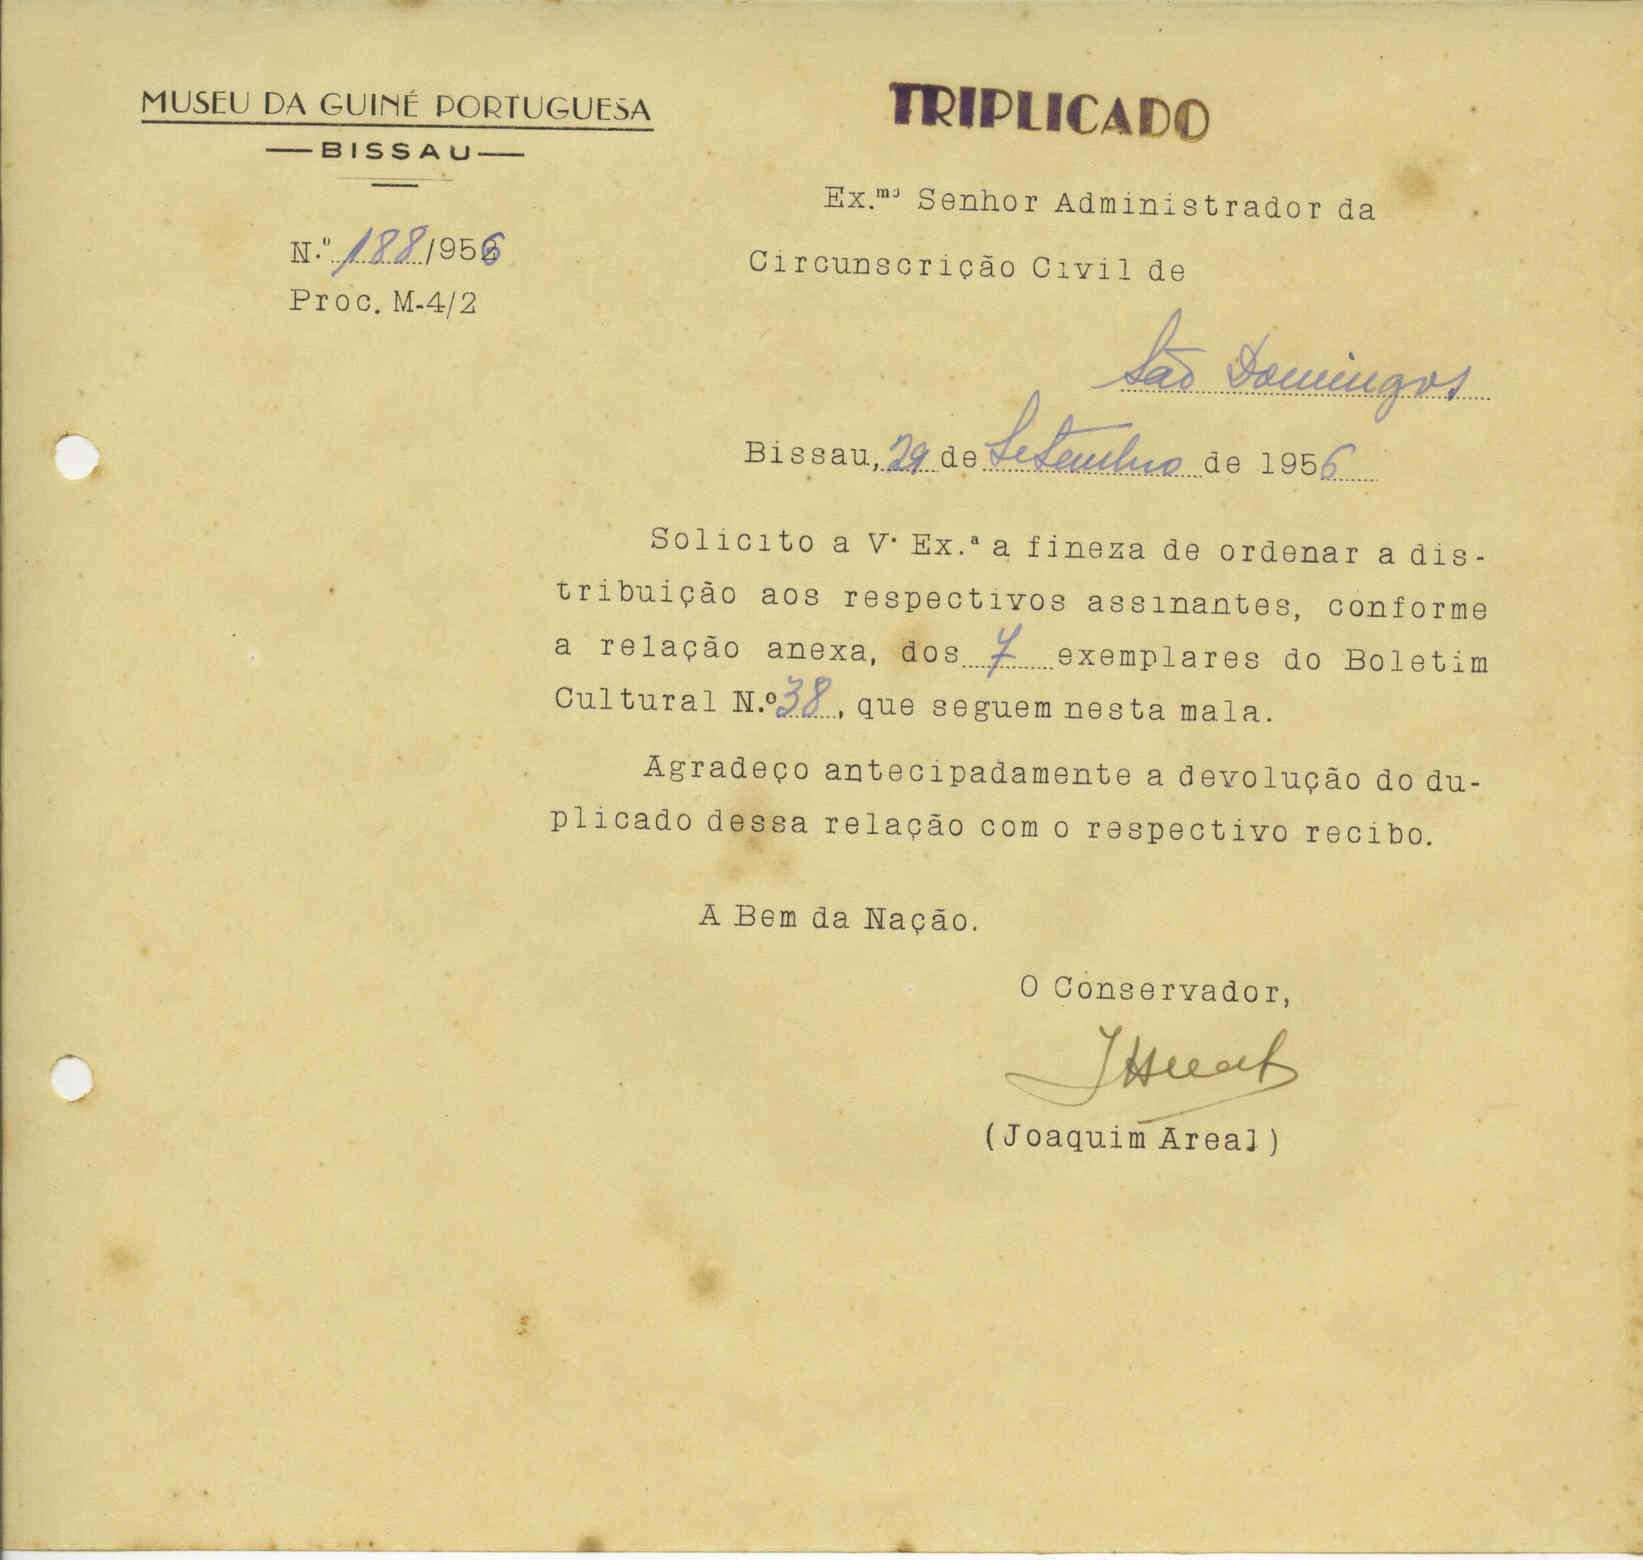 MUSEU DA GUINÉ PORTUGUESA
BISSAU
TRIPLICADO
N.º 188/956
Proc. M-4/2
Ex.mo Senhor Administrador da
Circunscrição Civil de
São Domingos
Bissau, 29 de Setembro de 1956
Solicito a V. Ex.ª a fineza de ordenar a dis-
tribuição aos respectivos assinantes, conforme
a relação anexa, dos 7 exemplares do Boletim
Cultural N.º 38, que seguem nesta mala.
Agradeço antecipadamente a devolução do du-
plicado dessa relação com o respectivo recibo.
A Bem da Nação.
O Conservador,
(Joaquim Areal)